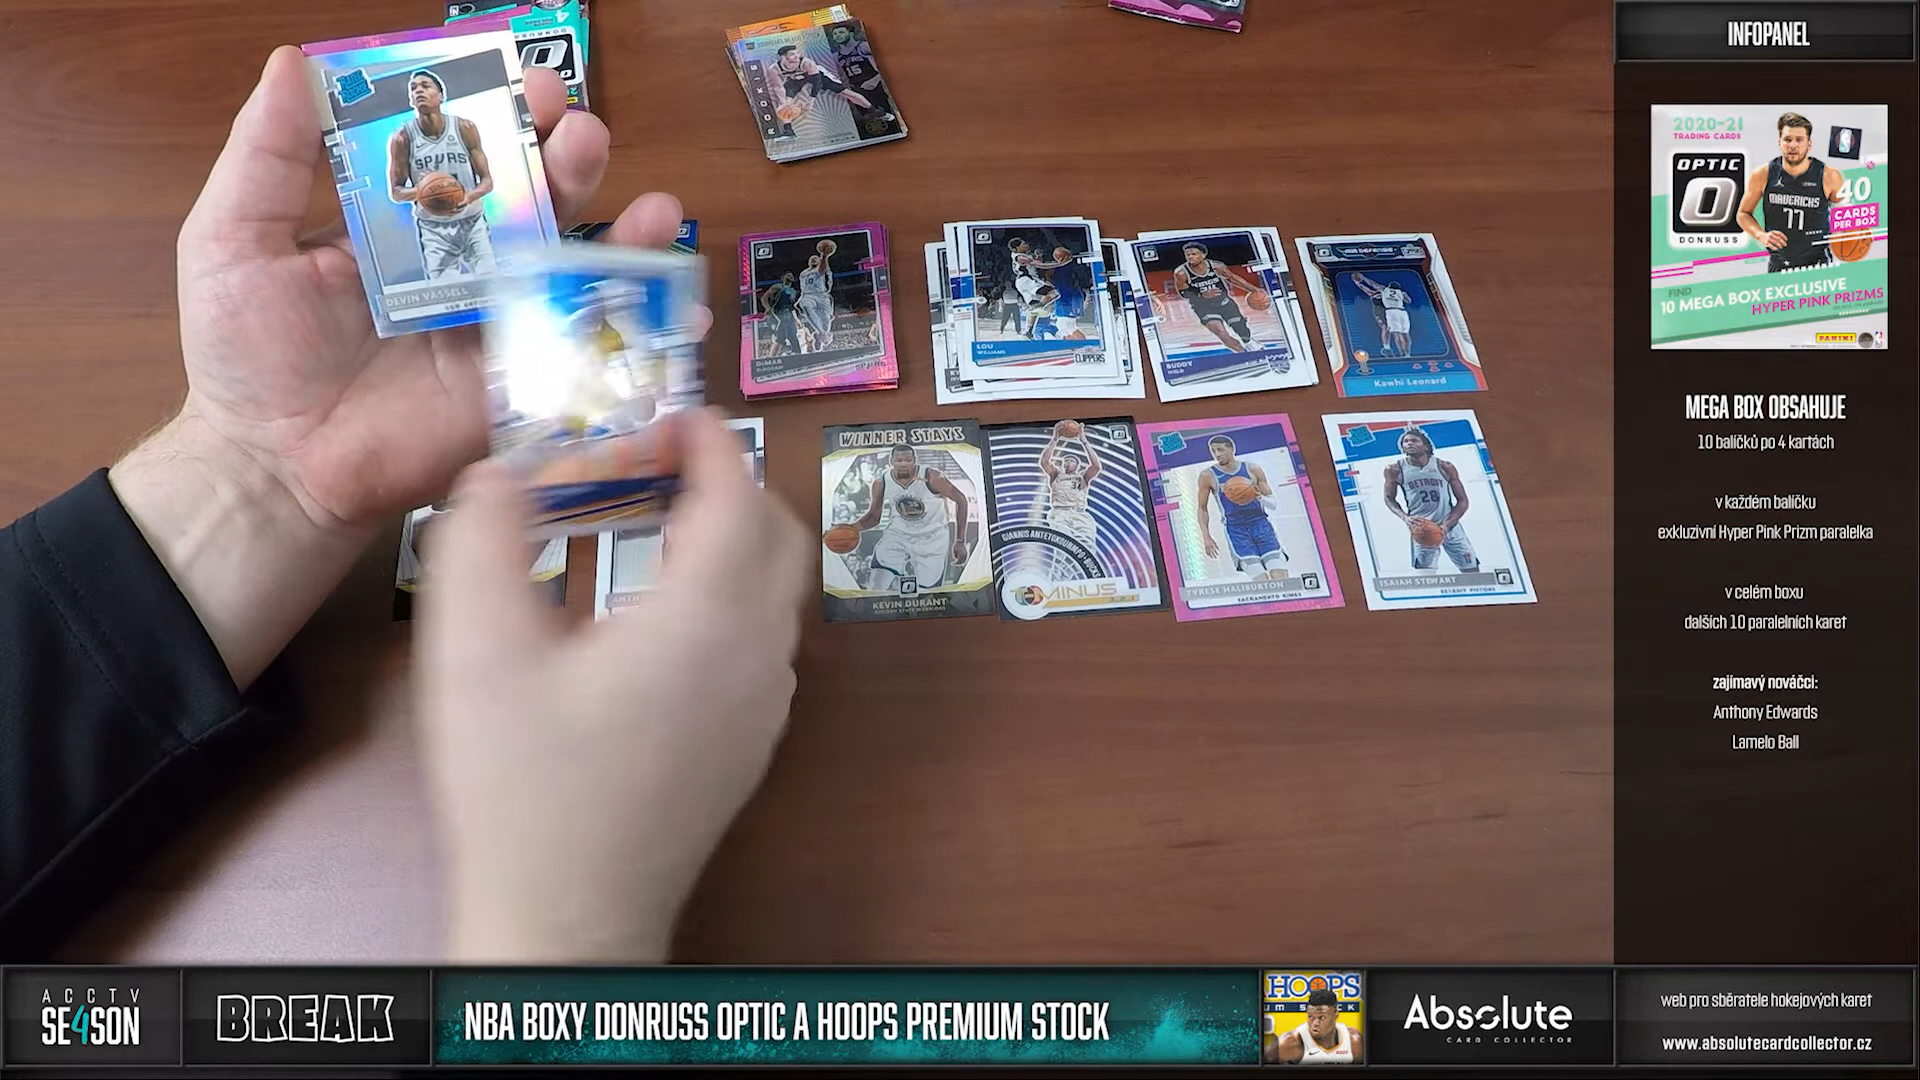 INFOPANEL
2020-21
TRADING CARDS
OPTIC
DONRUSS
MAVERICKS
77
40
CARDS
PER BOX
FIND
10 MEGA BOX EXCLUSIVE
HYPER PINK PRIZMS
PANINI
MEGA BOX OBSAHUJE
10 balíčků po 4 kartách
v každém balíčku
exkluzivní Hyper Pink Prizm paralelka
v celém boxu
dalších 10 paralelních karet
zajímavý nováčci:
Anthony Edwards
Lamelo Ball
DONRUSS
ROOKIE
SPURS
DEVIN VASSELL
DeMAR
DeROZAN
LOU
WILLIAMS
CLIPPERS
BUDDY
HIELD
Kawhi Leonard
WINNER STAYS
KEVIN DURANT
GOLDEN STATE WARRIORS
GIANNIS ANTETOKOUNMPO
MINUS
TYRESE HALIBURTON
SACRAMENTO KINGS
DETROIT
28
ISAIAH STEWART
DETROIT PISTONS
ANTH
ACCTV
SE4SON
BREAK
NBA BOXY DONRUSS OPTIC A HOOPS PREMIUM STOCK
HOOPS
Absolute
CARD COLLECTOR
web pro sběratele hokejových karet
www.absolutecardcollector.cz